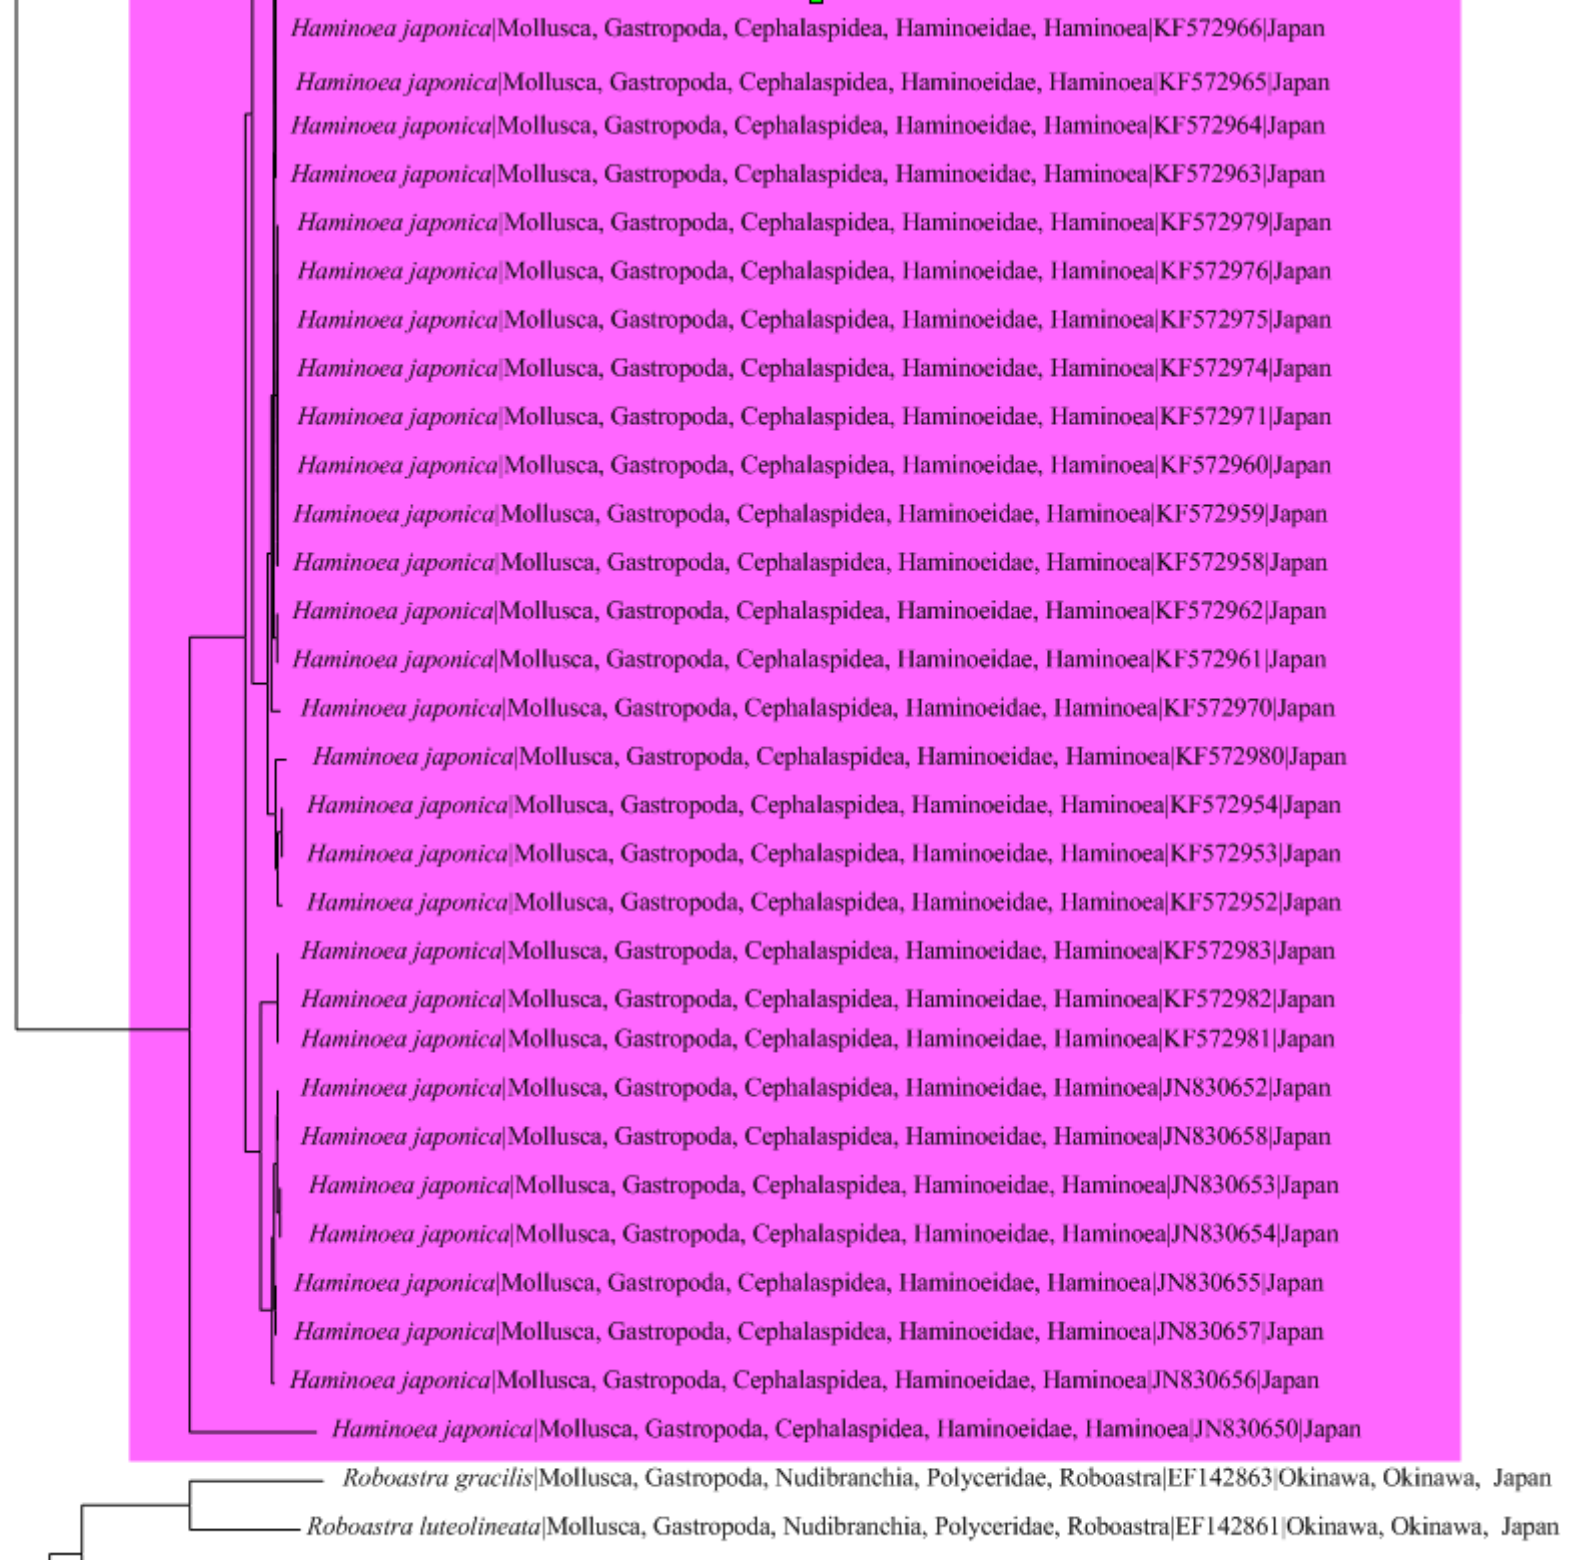 Haminoea japonica|Mollusca, Gastropoda, Cephalaspidea, Haminoeidae, Haminoea|KF572966|Japan
Haminoea japonica|Mollusca, Gastropoda, Cephalaspidea, Haminoeidae, Haminoea|KF572965|Japan
Haminoea japonica|Mollusca, Gastropoda, Cephalaspidea, Haminoeidae, Haminoea|KF572964|Japan
Haminoea japonica|Mollusca, Gastropoda, Cephalaspidea, Haminoeidae, Haminoea|KF572963|Japan
Haminoea japonica|Mollusca, Gastropoda, Cephalaspidea, Haminoeidae, Haminoea|KF572979|Japan
Haminoea japonica|Mollusca, Gastropoda, Cephalaspidea, Haminoeidae, Haminoea|KF572976|Japan
Haminoea japonica|Mollusca, Gastropoda, Cephalaspidea, Haminoeidae, Haminoea|KF572975|Japan
Haminoea japonica|Mollusca, Gastropoda, Cephalaspidea, Haminoeidae, Haminoea|KF572974|Japan
Haminoea japonica|Mollusca, Gastropoda, Cephalaspidea, Haminoeidae, Haminoea|KF572971|Japan
Haminoea japonica|Mollusca, Gastropoda, Cephalaspidea, Haminoeidae, Haminoea|KF572960|Japan
Haminoea japonica|Mollusca, Gastropoda, Cephalaspidea, Haminoeidae, Haminoea|KF572959|Japan
Haminoea japonica|Mollusca, Gastropoda, Cephalaspidea, Haminoeidae, Haminoea|KF572958|Japan
Haminoea japonica|Mollusca, Gastropoda, Cephalaspidea, Haminoeidae, Haminoea|KF572962|Japan
Haminoea japonica|Mollusca, Gastropoda, Cephalaspidea, Haminoeidae, Haminoea|KF572961|Japan
Haminoea japonica|Mollusca, Gastropoda, Cephalaspidea, Haminoeidae, Haminoea|KF572970|Japan
Haminoea japonica|Mollusca, Gastropoda, Cephalaspidea, Haminoeidae, Haminoea|KF572980|Japan
Haminoea japonica|Mollusca, Gastropoda, Cephalaspidea, Haminoeidae, Haminoea|KF572954|Japan
Haminoea japonica|Mollusca, Gastropoda, Cephalaspidea, Haminoeidae, Haminoea|KF572953|Japan
Haminoea japonica|Mollusca, Gastropoda, Cephalaspidea, Haminoeidae, Haminoea|KF572952|Japan
Haminoea japonica|Mollusca, Gastropoda, Cephalaspidea, Haminoeidae, Haminoea|KF572983|Japan
Haminoea japonica|Mollusca, Gastropoda, Cephalaspidea, Haminoeidae, Haminoea|KF572982|Japan
Haminoea japonica|Mollusca, Gastropoda, Cephalaspidea, Haminoeidae, Haminoea|KF572981|Japan
Haminoea japonica|Mollusca, Gastropoda, Cephalaspidea, Haminoeidae, Haminoea|JN830652|Japan
Haminoea japonica|Mollusca, Gastropoda, Cephalaspidea, Haminoeidae, Haminoea|JN830658|Japan
Haminoea japonica|Mollusca, Gastropoda, Cephalaspidea, Haminoeidae, Haminoea|JN830653|Japan
Haminoea japonica|Mollusca, Gastropoda, Cephalaspidea, Haminoeidae, Haminoea|JN830654|Japan
Haminoea japonica|Mollusca, Gastropoda, Cephalaspidea, Haminoeidae, Haminoea|JN830655|Japan
Haminoea japonica|Mollusca, Gastropoda, Cephalaspidea, Haminoeidae, Haminoea|JN830657|Japan
Haminoea japonica|Mollusca, Gastropoda, Cephalaspidea, Haminoeidae, Haminoea|JN830656|Japan
Haminoea japonica|Mollusca, Gastropoda, Cephalaspidea, Haminoeidae, Haminoea|JN830650|Japan
Roboastra gracilis|Mollusca, Gastropoda, Nudibranchia, Polyceridae, Roboastra|EF142863|Okinawa, Okinawa, Japan
Roboastra luteolineata|Mollusca, Gastropoda, Nudibranchia, Polyceridae, Roboastra|EF142861|Okinawa, Okinawa, Japan